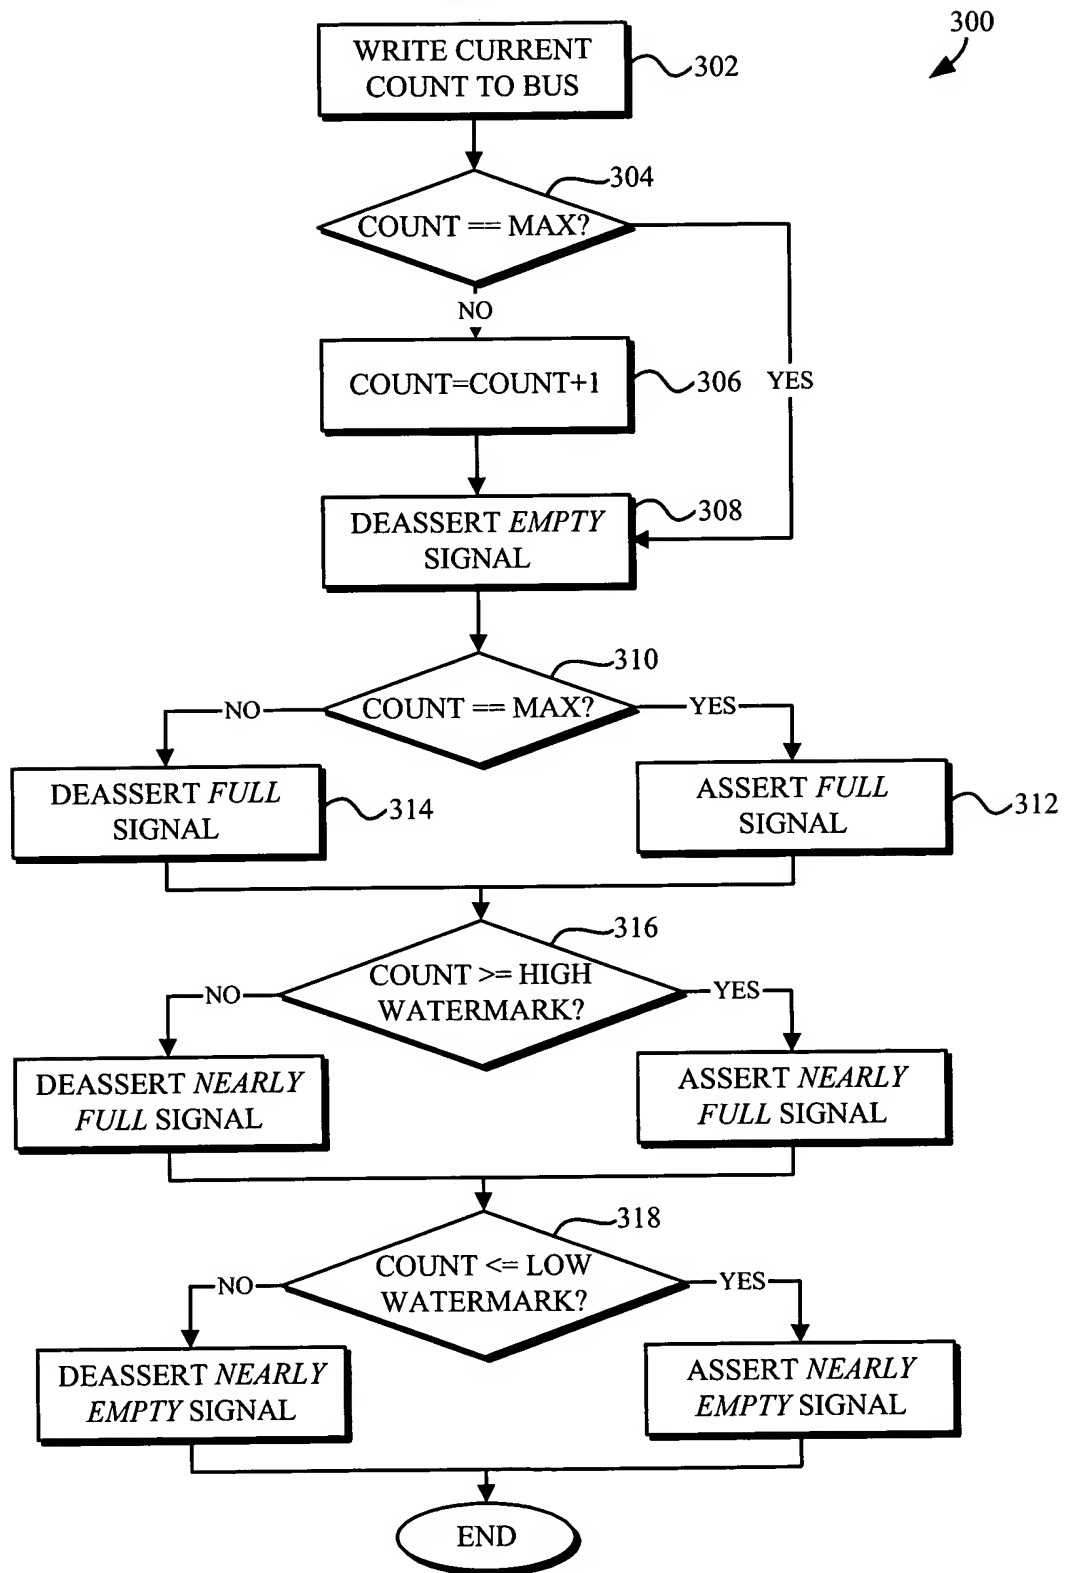 300
WRITE CURRENT
COUNT TO BUS
302
304
COUNT == MAX?
NO
YES
COUNT=COUNT+1
306
308
DEASSERT EMPTY
SIGNAL
310
COUNT == MAX?
NO
YES
DEASSERT FULL
SIGNAL
314
ASSERT FULL
SIGNAL
312
316
COUNT >= HIGH
WATERMARK?
NO
YES
DEASSERT NEARLY
FULL SIGNAL
ASSERT NEARLY
FULL SIGNAL
318
COUNT <= LOW
WATERMARK?
NO
YES
DEASSERT NEARLY
EMPTY SIGNAL
ASSERT NEARLY
EMPTY SIGNAL
END